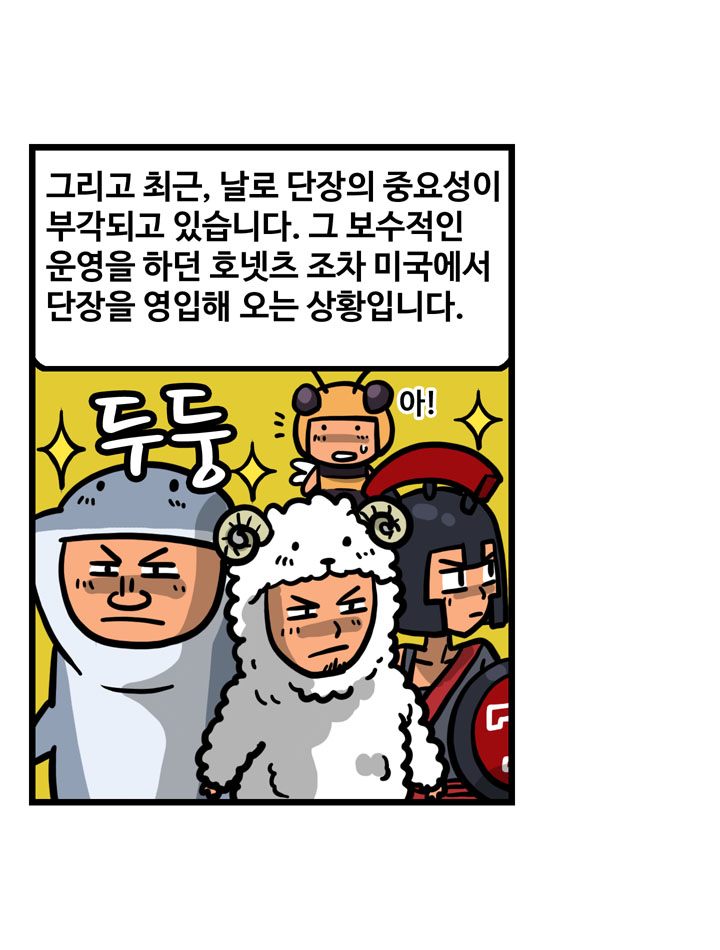 그리고 최근, 날로 단장의 중요성이
부각되고 있습니다. 그 보수적인
운영을 하던 호넷츠 조차 미국에서
단장을 영입해 오는 상황입니다.
아!
두둥